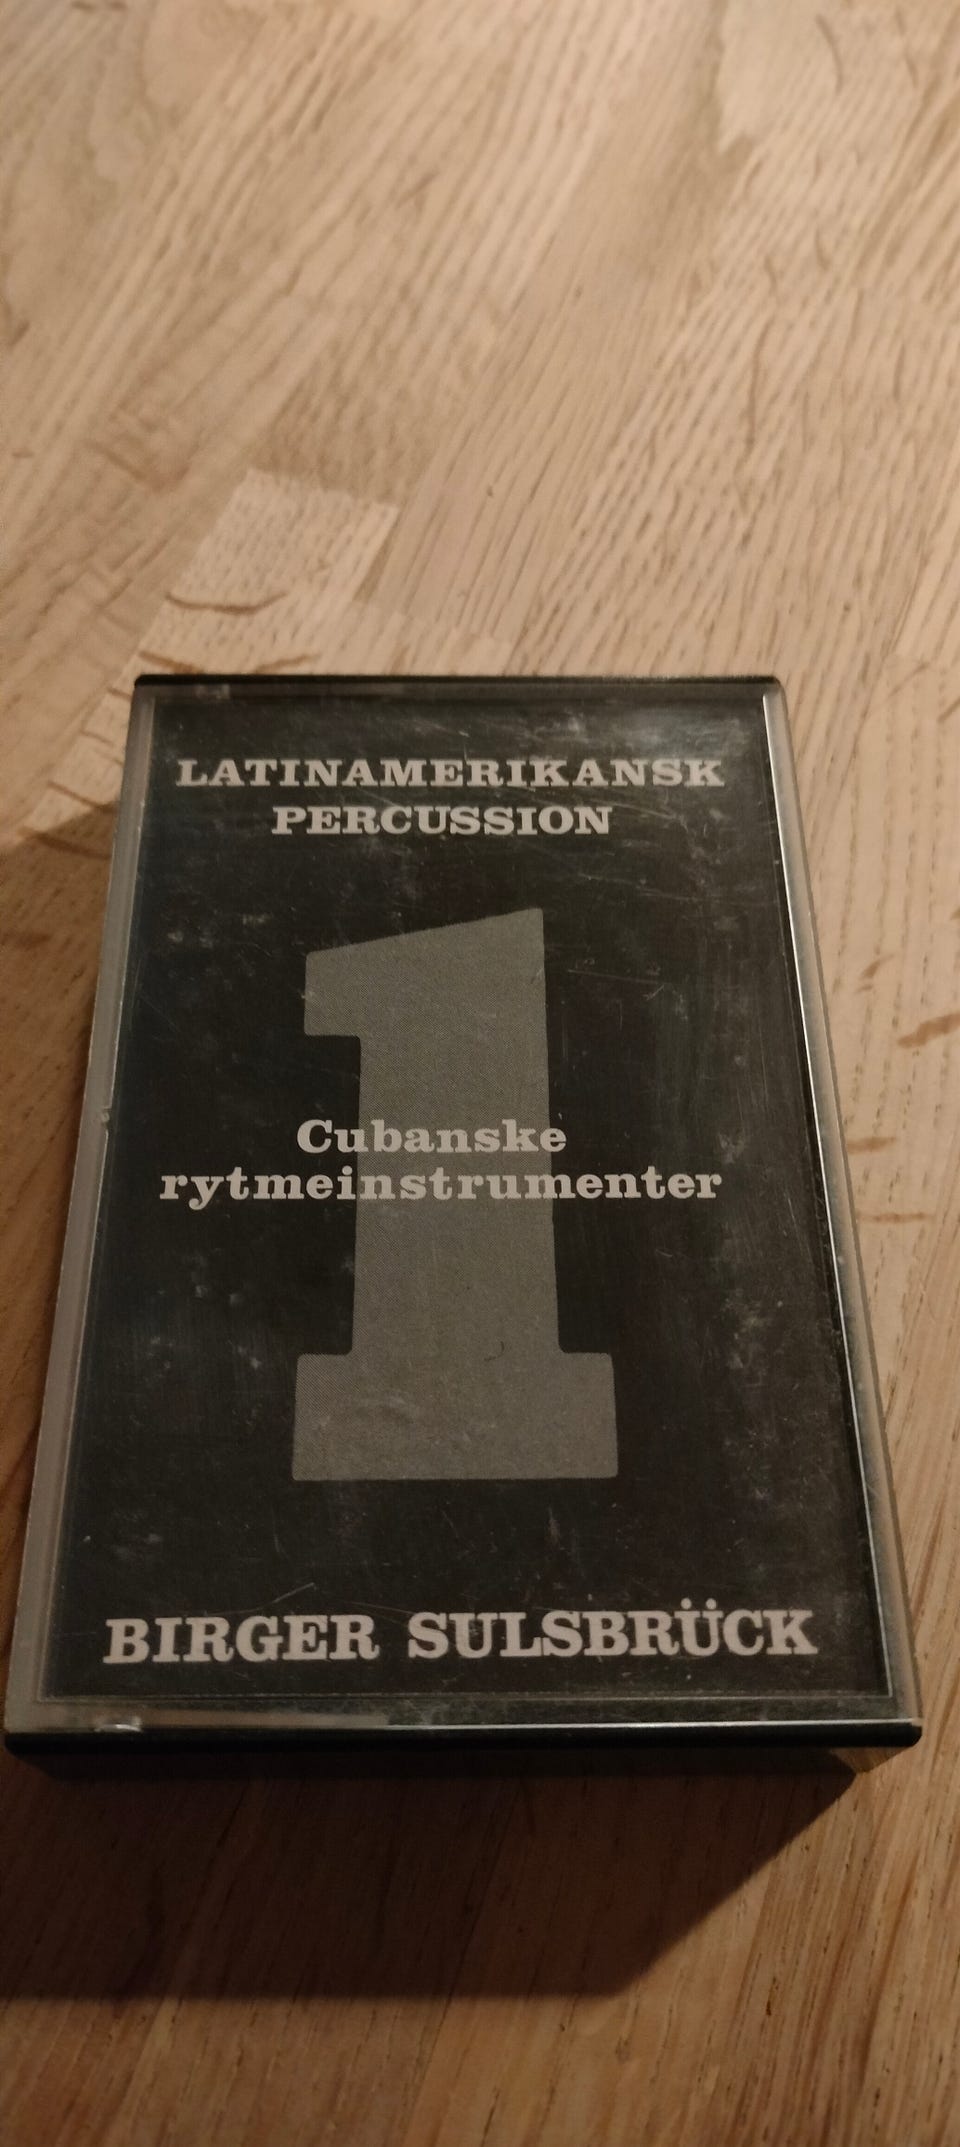 LATINAMERIKANSK
PERCUSSION
1
Cubanske
rytmeinstrumenter
BIRGER SULSBRÜCK